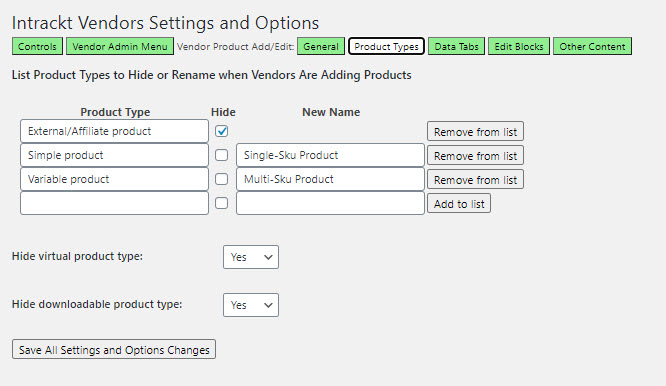 Intrackt Vendors Settings and Options
Controls Vendor Admin Menu Vendor Product Add/Edit: General Product Types Data Tabs Edit Blocks Other Content
List Product Types to Hide or Rename when Vendors Are Adding Products
Product Type Hide New Name
External/Affiliate product Remove from list
Simple product Single-Sku Product Remove from list
Variable product Multi-Sku Product Remove from list
Add to list
Hide virtual product type: Yes
Hide downloadable product type: Yes
Save All Settings and Options Changes